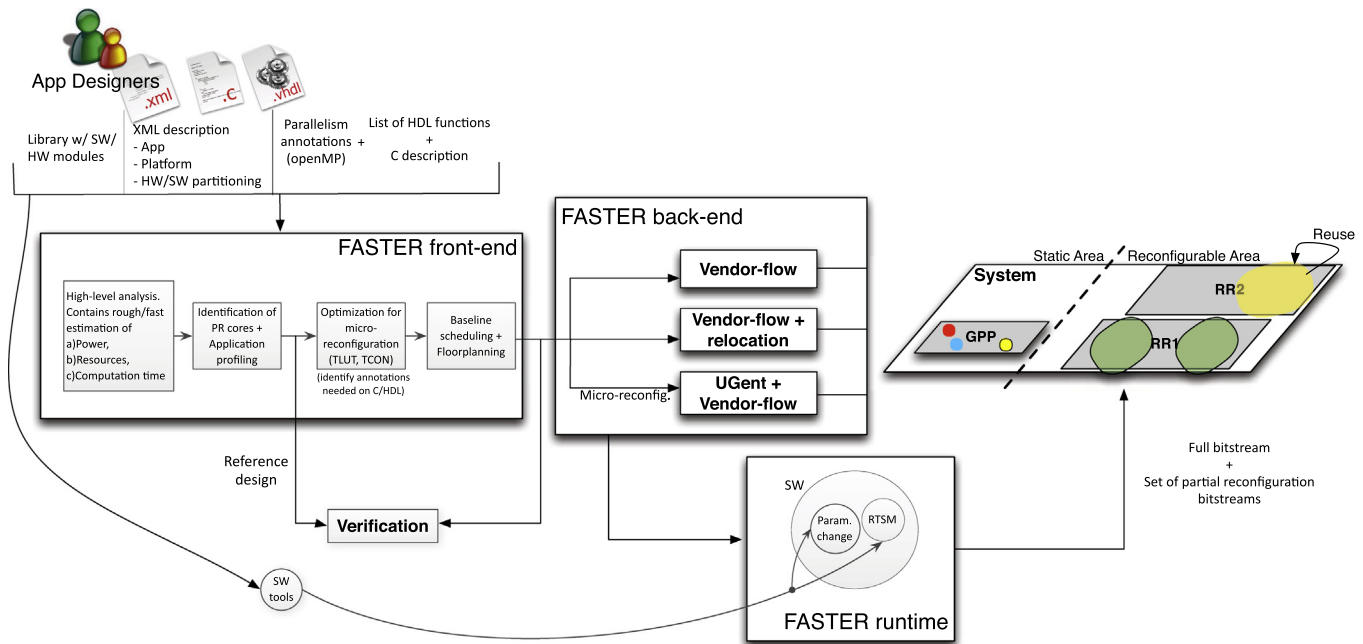 App Designers
.xml
.c
.vhdl
Library w/ SW/
HW modules
XML description
- App
- Platform
- HW/SW partitioning
Parallelism
annotations +
(openMP)
List of HDL functions
+
C description
FASTER front-end
High-level analysis.
Contains rough/fast
estimation of
a)Power,
b)Resources,
c)Computation time
Identification of
PR cores +
Application
profiling
Optimization for
micro-
reconfiguration
(TLUT, TCON)
(identify annotations
needed on C/HDL)
Baseline
scheduling +
Floorplanning
FASTER back-end
Vendor-flow
Vendor-flow +
relocation
Micro-reconfig.
UGent +
Vendor-flow
Reference
design
Verification
SW
tools
SW
Param.
change
RTSM
FASTER runtime
Reuse
Static Area
Reconfigurable Area
System
RR2
GPP
RR1
Full bitstream
+
Set of partial reconfiguration
bitstreams